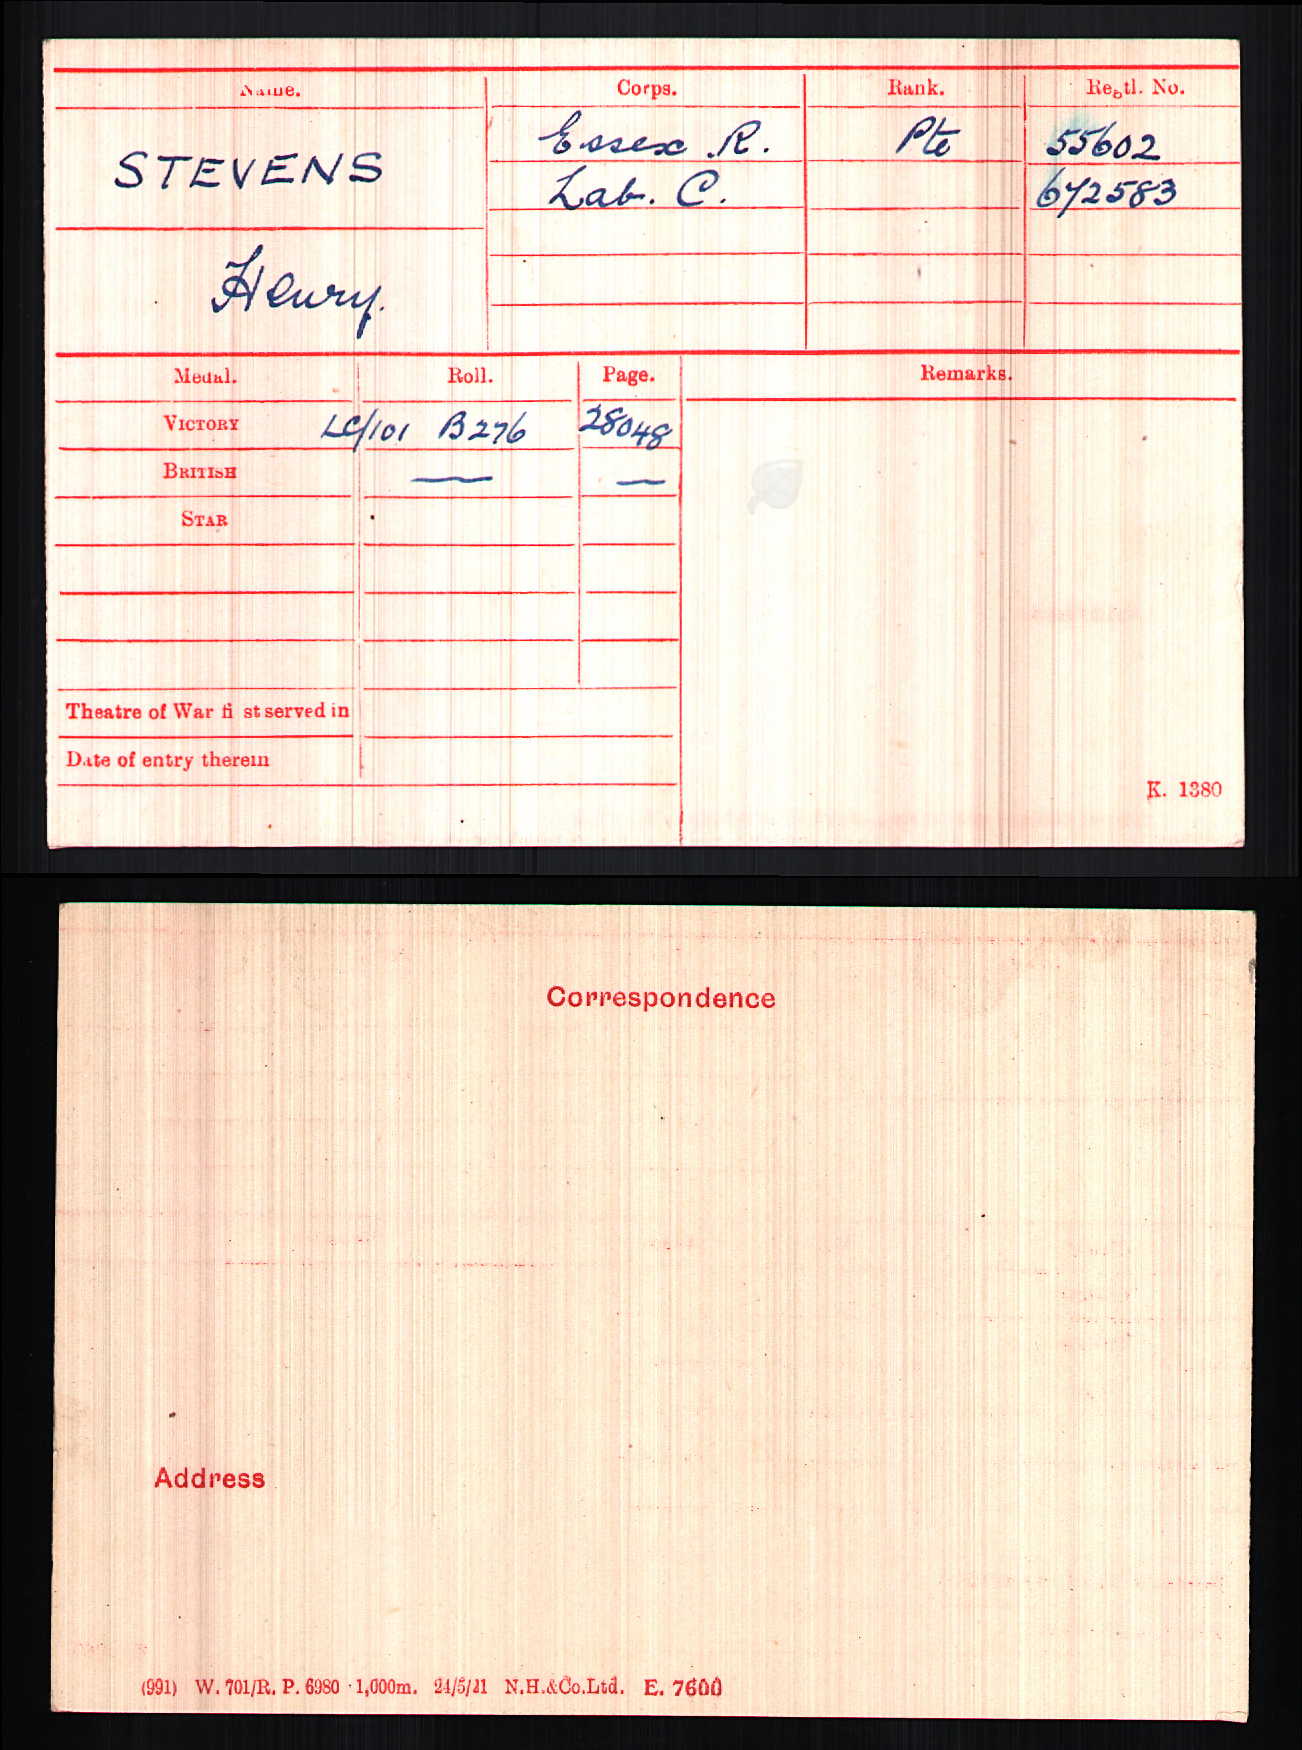 Name. Corps. Rank. Regtl. No.
STEVENS
Henry.
Essex R. Pte 55602
Lab. C. 672583
Medal. Roll. Page. Remarks.
VICTORY LC/101 B276 28048
BRITISH — —
STAR
Theatre of War first served in
Date of entry therein
K. 1380
Correspondence
Address
(991) W. 701/R. P. 6980 1,000m. 24/5/21 N.H.&Co.Ltd. E. 7600